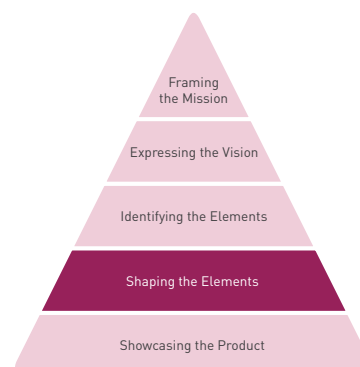 Framing
the Mission
Expressing the Vision
Identifying the Elements
Shaping the Elements
Showcasing the Product